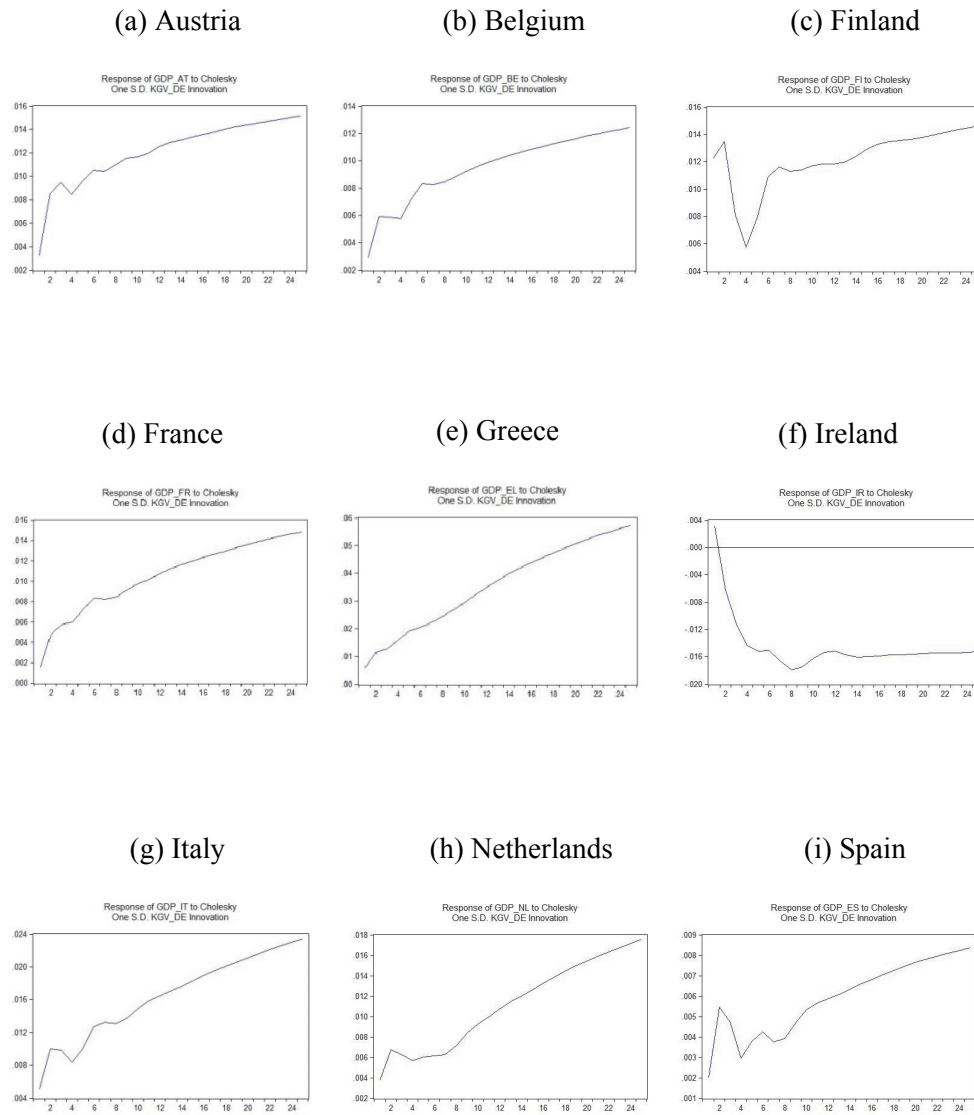 (a) Austria
(b) Belgium
(c) Finland
Response of GDP_AT to Cholesky
One S.D. KGV_DE Innovation
.016
.014
.012
.010
.008
.006
.004
.002
2 4 6 8 10 12 14 16 18 20 22 24
Response of GDP_BE to Cholesky
One S.D. KGV_DE Innovation
.014
.012
.010
.008
.006
.004
.002
2 4 6 8 10 12 14 16 18 20 22 24
Response of GDP_FI to Cholesky
One S.D. KGV_DE Innovation
.016
.014
.012
.010
.008
.006
.004
2 4 6 8 10 12 14 16 18 20 22 24
(d) France
(e) Greece
(f) Ireland
Response of GDP_FR to Cholesky
One S.D. KGV_DE Innovation
.016
.014
.012
.010
.008
.006
.004
.002
.000
2 4 6 8 10 12 14 16 18 20 22 24
Response of GDP_EL to Cholesky
One S.D. KGV_DE Innovation
.06
.05
.04
.03
.02
.01
.00
2 4 6 8 10 12 14 16 18 20 22 24
Response of GDP_IR to Cholesky
One S.D. KGV_DE Innovation
.004
.000
-.004
-.008
-.012
-.016
-.020
2 4 6 8 10 12 14 16 18 20 22 24
(g) Italy
(h) Netherlands
(i) Spain
Response of GDP_IT to Cholesky
One S.D. KGV_DE Innovation
.024
.020
.016
.012
.008
.004
2 4 6 8 10 12 14 16 18 20 22 24
Response of GDP_NL to Cholesky
One S.D. KGV_DE Innovation
.018
.016
.014
.012
.010
.008
.006
.004
.002
2 4 6 8 10 12 14 16 18 20 22 24
Response of GDP_ES to Cholesky
One S.D. KGV_DE Innovation
.009
.008
.007
.006
.005
.004
.003
.002
.001
2 4 6 8 10 12 14 16 18 20 22 24